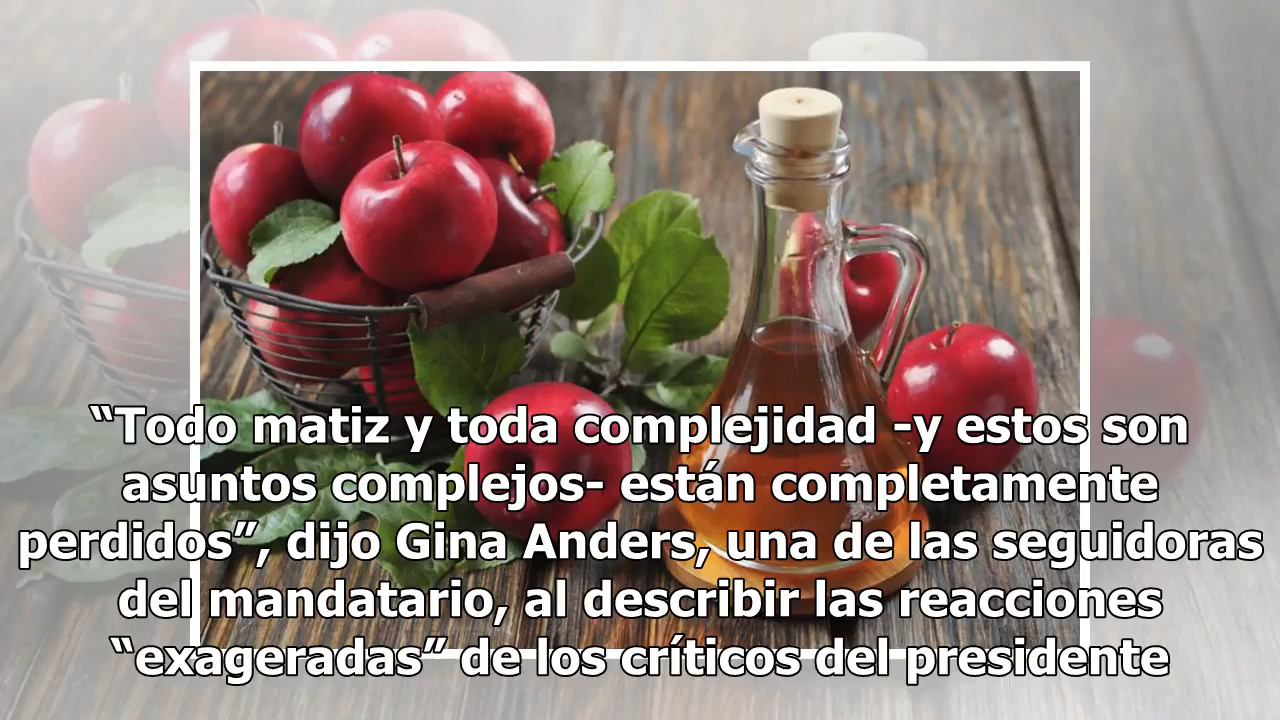 “Todo matiz y toda complejidad -y estos son
asuntos complejos- están completamente
perdidos”, dijo Gina Anders, una de las seguidoras
del mandatario, al describir las reacciones
“exageradas” de los críticos del presidente